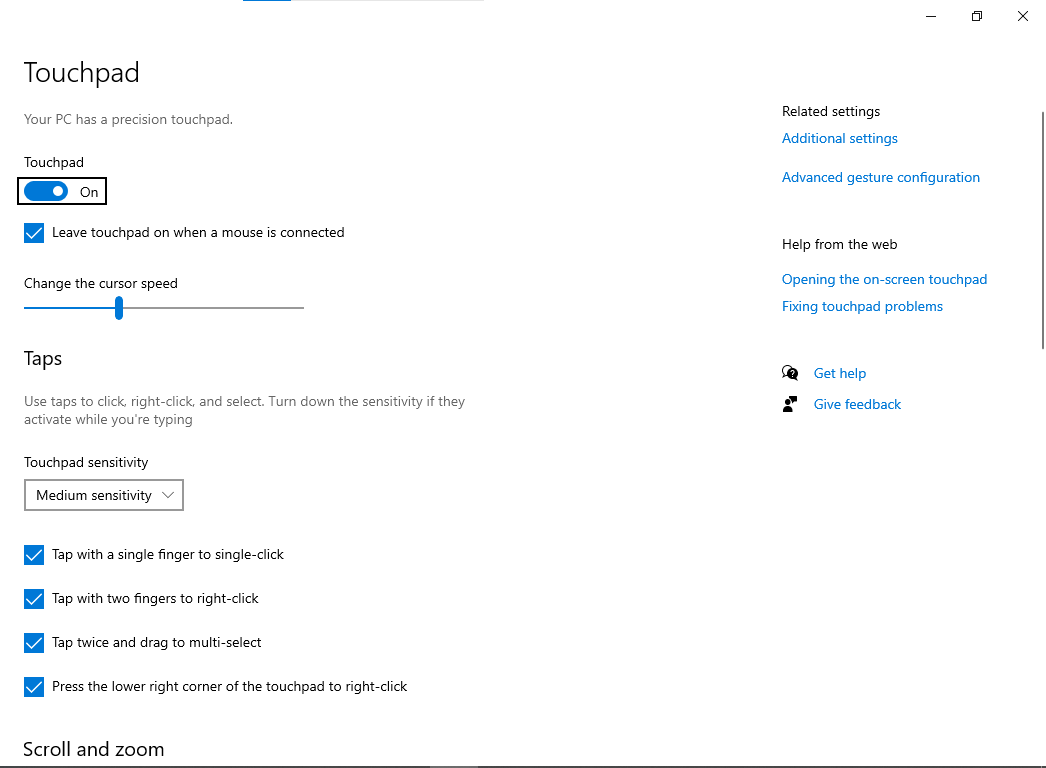 Touchpad
Your PC has a precision touchpad.
Touchpad
On
Leave touchpad on when a mouse is connected
Change the cursor speed
Taps
Use taps to click, right-click, and select. Turn down the sensitivity if they
activate while you're typing
Touchpad sensitivity
Medium sensitivity
Tap with a single finger to single-click
Tap with two fingers to right-click
Tap twice and drag to multi-select
Press the lower right corner of the touchpad to right-click
Scroll and zoom
Related settings
Additional settings
Advanced gesture configuration
Help from the web
Opening the on-screen touchpad
Fixing touchpad problems
Get help
Give feedback